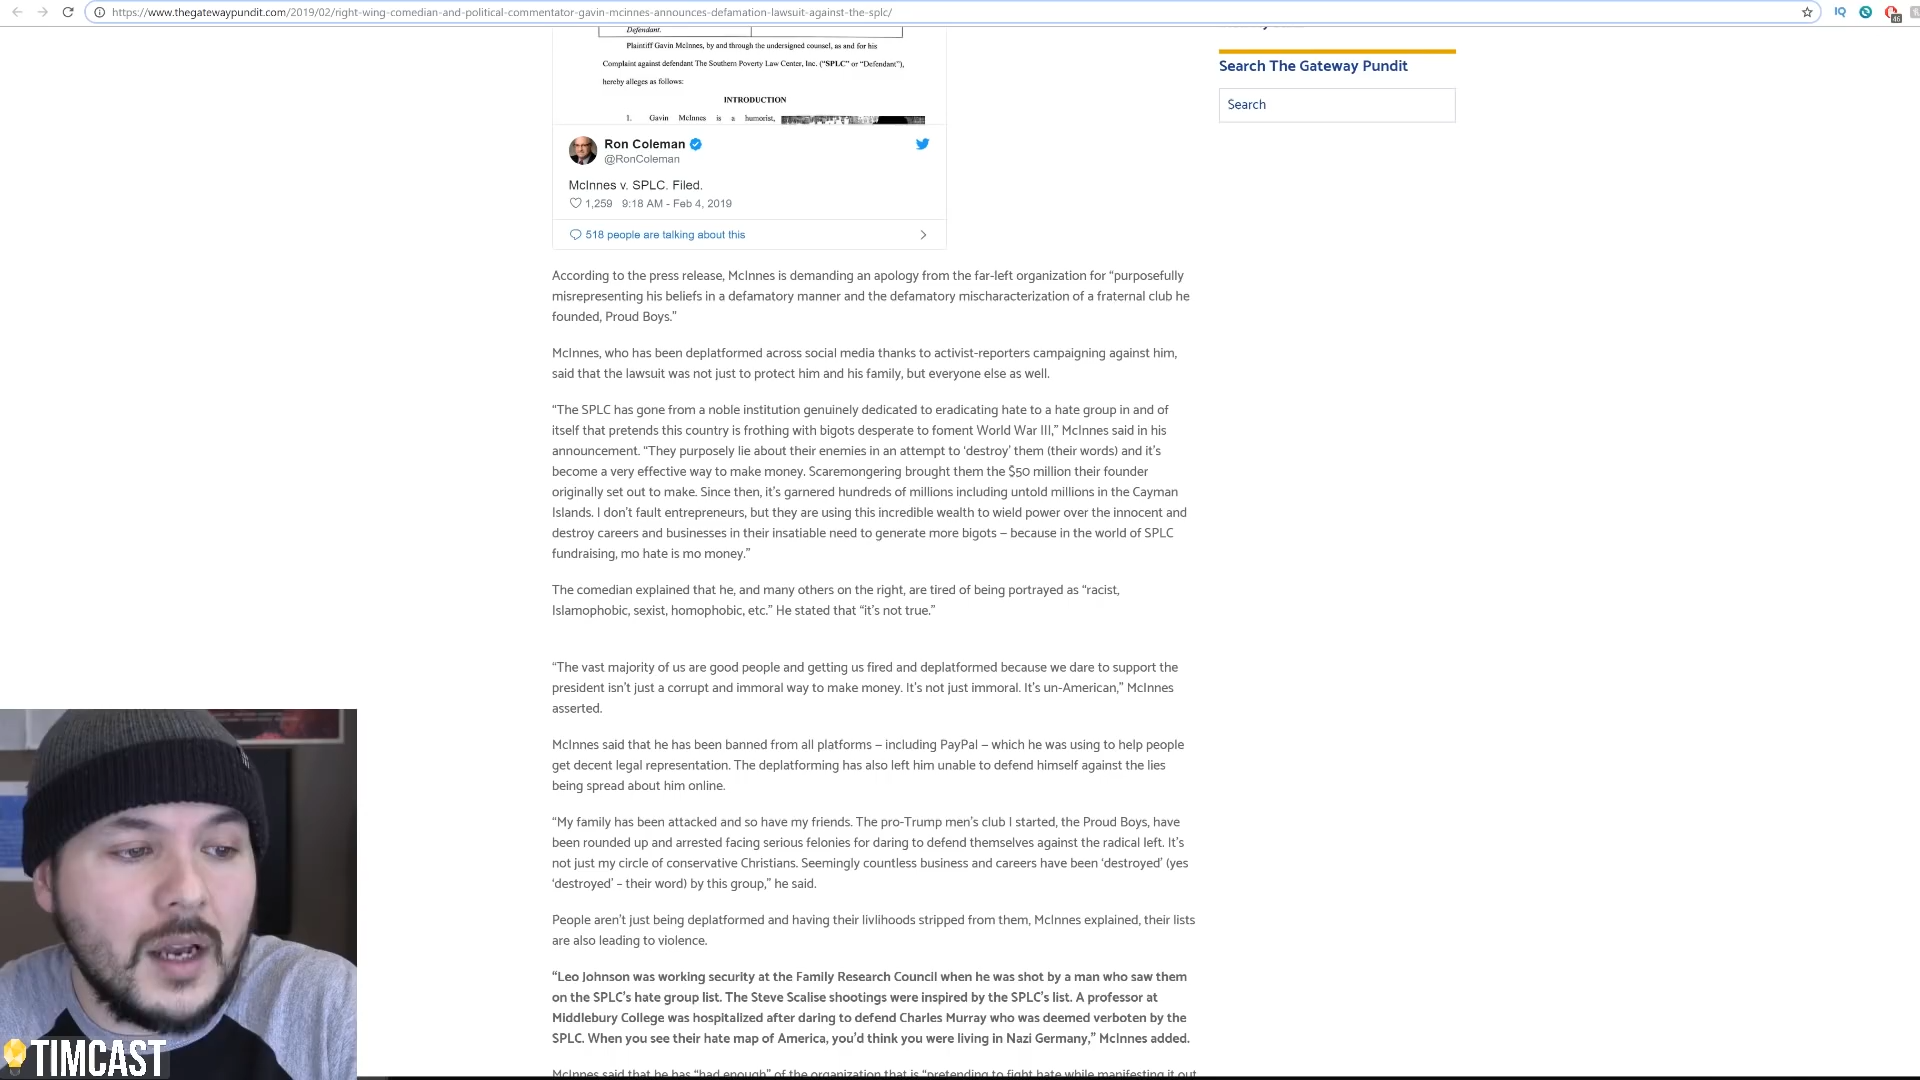 https://www.thegatewaypundit.com/2019/02/right-wing-comedian-and-political-commentator-gavin-mcinnes-announces-defamation-lawsuit-against-the-splc/
IQ
46
Defendant.
Plaintiff Gavin McInnes, by and through the undersigned counsel, as and for his
Complaint against defendant The Southern Poverty Law Center, Inc. ("SPLC" or "Defendant"),
hereby alleges as follows:
INTRODUCTION
1. Gavin McInnes is a humorist,
Ron Coleman
@RonColeman
McInnes v. SPLC. Filed.
1,259 9:18 AM - Feb 4, 2019
518 people are talking about this
According to the press release, McInnes is demanding an apology from the far-left organization for “purposefully
misrepresenting his beliefs in a defamatory manner and the defamatory mischaracterization of a fraternal club he
founded, Proud Boys.”
McInnes, who has been deplatformed across social media thanks to activist-reporters campaigning against him,
said that the lawsuit was not just to protect him and his family, but everyone else as well.
“The SPLC has gone from a noble institution genuinely dedicated to eradicating hate to a hate group in and of
itself that pretends this country is frothing with bigots desperate to foment World War III,” McInnes said in his
announcement. “They purposely lie about their enemies in an attempt to ‘destroy’ them (their words) and it’s
become a very effective way to make money. Scaremongering brought them the $50 million their founder
originally set out to make. Since then, it’s garnered hundreds of millions including untold millions in the Cayman
Islands. I don’t fault entrepreneurs, but they are using this incredible wealth to wield power over the innocent and
destroy careers and businesses in their insatiable need to generate more bigots – because in the world of SPLC
fundraising, mo hate is mo money.”
The comedian explained that he, and many others on the right, are tired of being portrayed as “racist,
Islamophobic, sexist, homophobic, etc.” He stated that “it’s not true.”
“The vast majority of us are good people and getting us fired and deplatformed because we dare to support the
president isn’t just a corrupt and immoral way to make money. It’s not just immoral. It’s un-American,” McInnes
asserted.
McInnes said that he has been banned from all platforms – including PayPal – which he was using to help people
get decent legal representation. The deplatforming has also left him unable to defend himself against the lies
being spread about him online.
“My family has been attacked and so have my friends. The pro-Trump men’s club I started, the Proud Boys, have
been rounded up and arrested facing serious felonies for daring to defend themselves against the radical left. It’s
not just my circle of conservative Christians. Seemingly countless business and careers have been ‘destroyed’ (yes
‘destroyed’ – their word) by this group,” he said.
People aren’t just being deplatformed and having their livlihoods stripped from them, McInnes explained, their lists
are also leading to violence.
“Leo Johnson was working security at the Family Research Council when he was shot by a man who saw them
on the SPLC’s hate group list. The Steve Scalise shootings were inspired by the SPLC’s list. A professor at
Middlebury College was hospitalized after daring to defend Charles Murray who was deemed verboten by the
SPLC. When you see their hate map of America, you’d think you were living in Nazi Germany,” McInnes added.
McInnes said that he has “had enough” of the organization that is “pretending to fight hate while manifesting it out
Search The Gateway Pundit
Search
TIMCAST